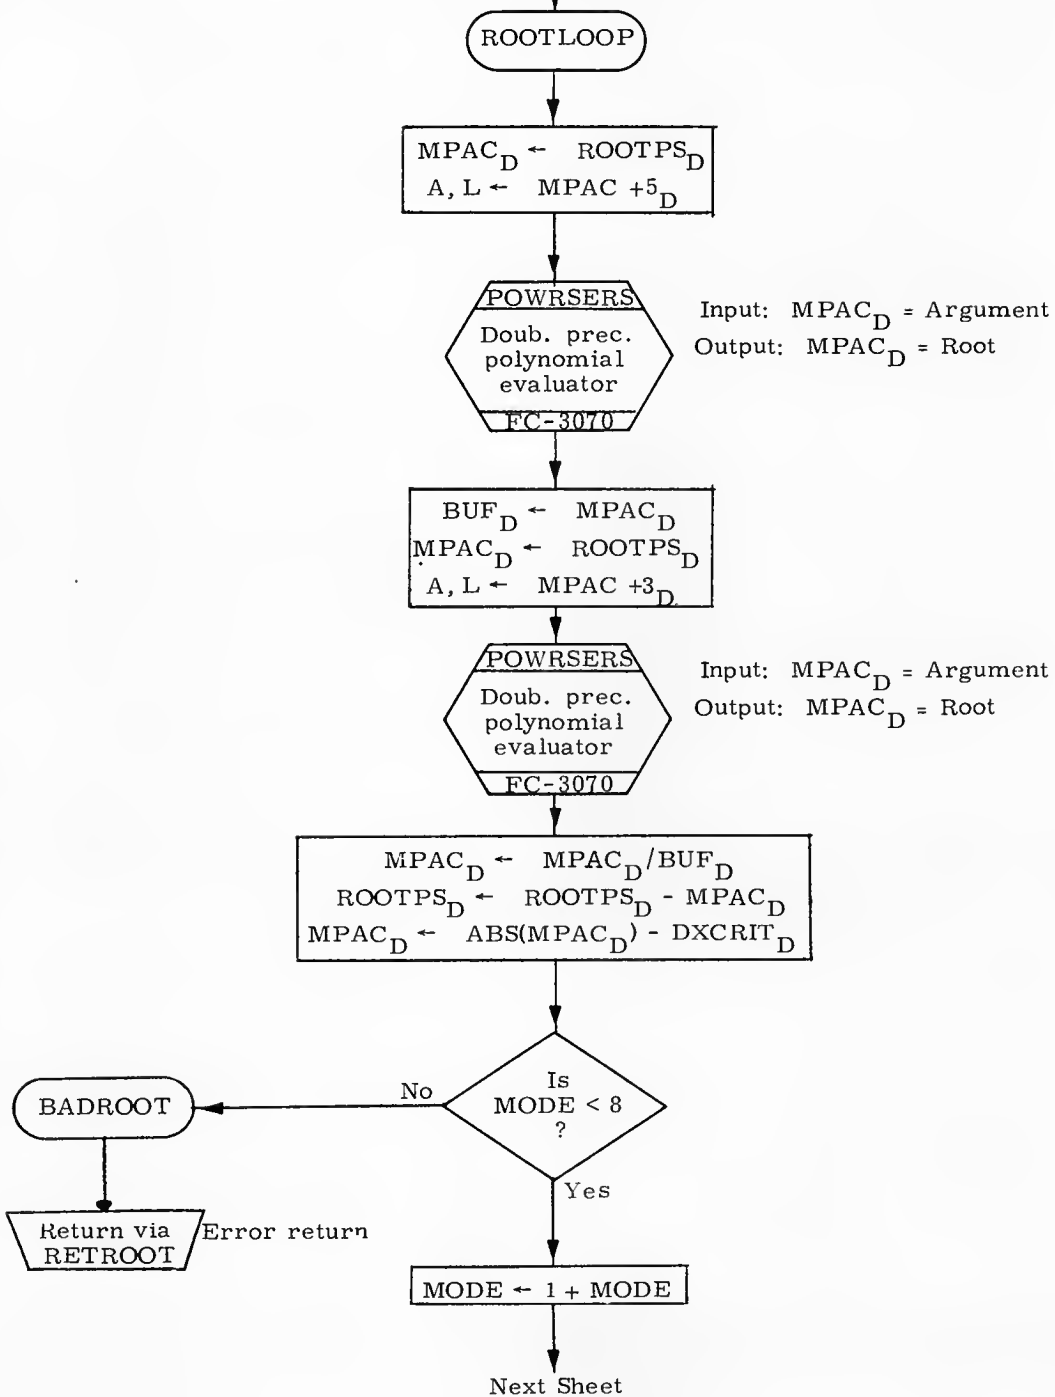 ROOTLOOP
MPAC_D ← ROOTPS_D
A, L ← MPAC +5_D
POWRSERS
Doub. prec.
polynomial
evaluator
FC-3070
Input: MPAC_D = Argument
Output: MPAC_D = Root
BUF_D ← MPAC_D
MPAC_D ← ROOTPS_D
A, L ← MPAC +3_D
POWRSERS
Doub. prec.
polynomial
evaluator
FC-3070
Input: MPAC_D = Argument
Output: MPAC_D = Root
MPAC_D ← MPAC_D/BUF_D
ROOTPS_D ← ROOTPS_D - MPAC_D
MPAC_D ← ABS(MPAC_D) - DXCRIT_D
Is
MODE < 8
?
No
BADROOT
Return via
RETROOT
Error return
Yes
MODE ← 1 + MODE
Next Sheet